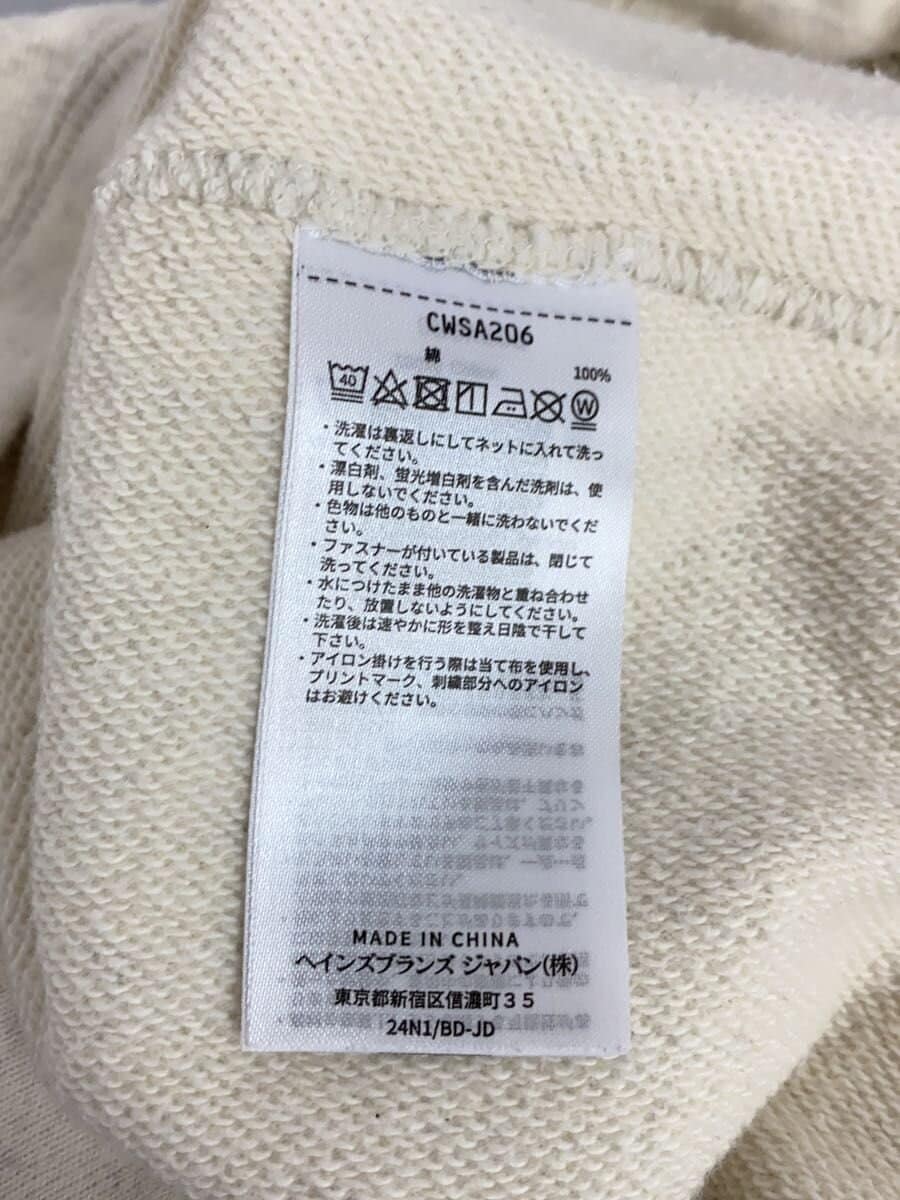 CWSA206
綿
100%
40
W
・洗濯は裏返しにしてネットに入れて洗っ
てください。
・漂白剤、蛍光増白剤を含んだ洗剤は、使
用しないでください。
・色物は他のものと一緒に洗わないでくだ
さい。
・ファスナーが付いている製品は、閉じて
洗ってください。
・水につけたまま他の洗濯物と重ね合わせ
たり、放置しないようにしてください。
・洗濯後は速やかに形を整え日陰で干して
下さい。
・アイロン掛けを行う際は当て布を使用し、
プリントマーク、刺繍部分へのアイロン
はお避けください。
MADE IN CHINA
ヘインズブランズ ジャパン(株)
東京都新宿区信濃町35
24N1/BD-JD